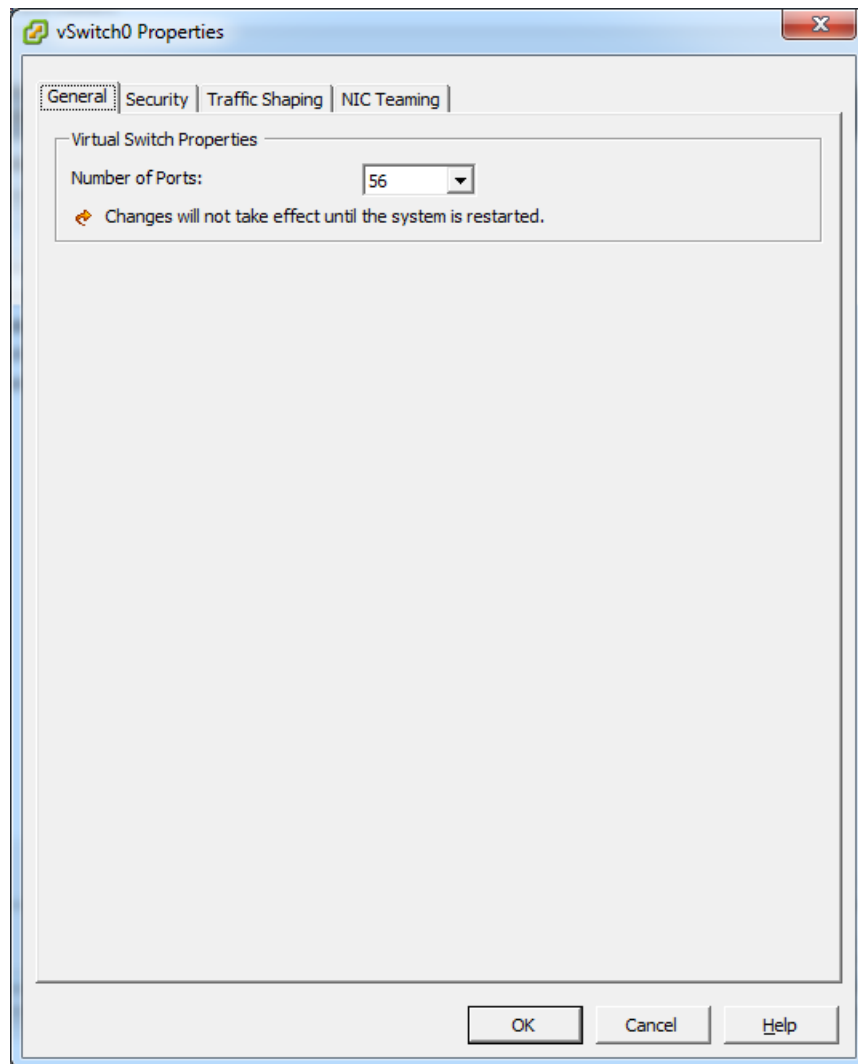 vSwitch0 Properties
General Security Traffic Shaping NIC Teaming
Virtual Switch Properties
Number of Ports: 56
Changes will not take effect until the system is restarted.
OK Cancel Help